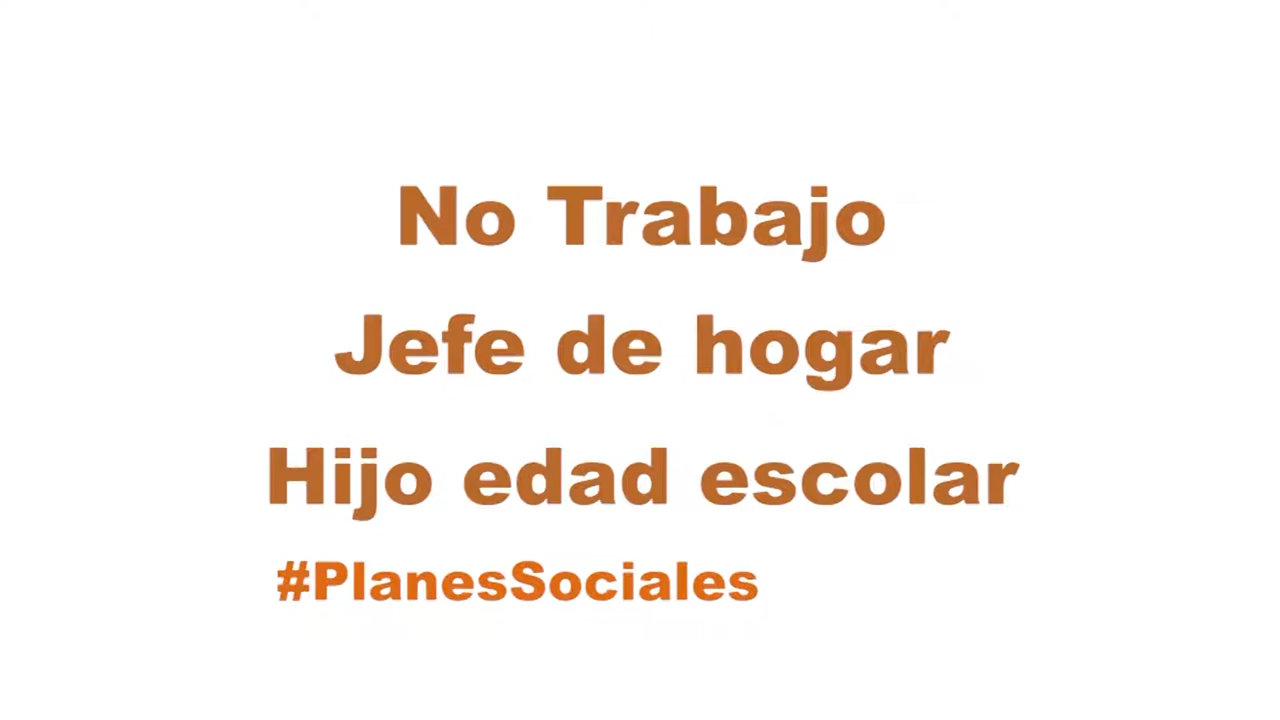 No Trabajo
Jefe de hogar
Hijo edad escolar
#PlanesSociales